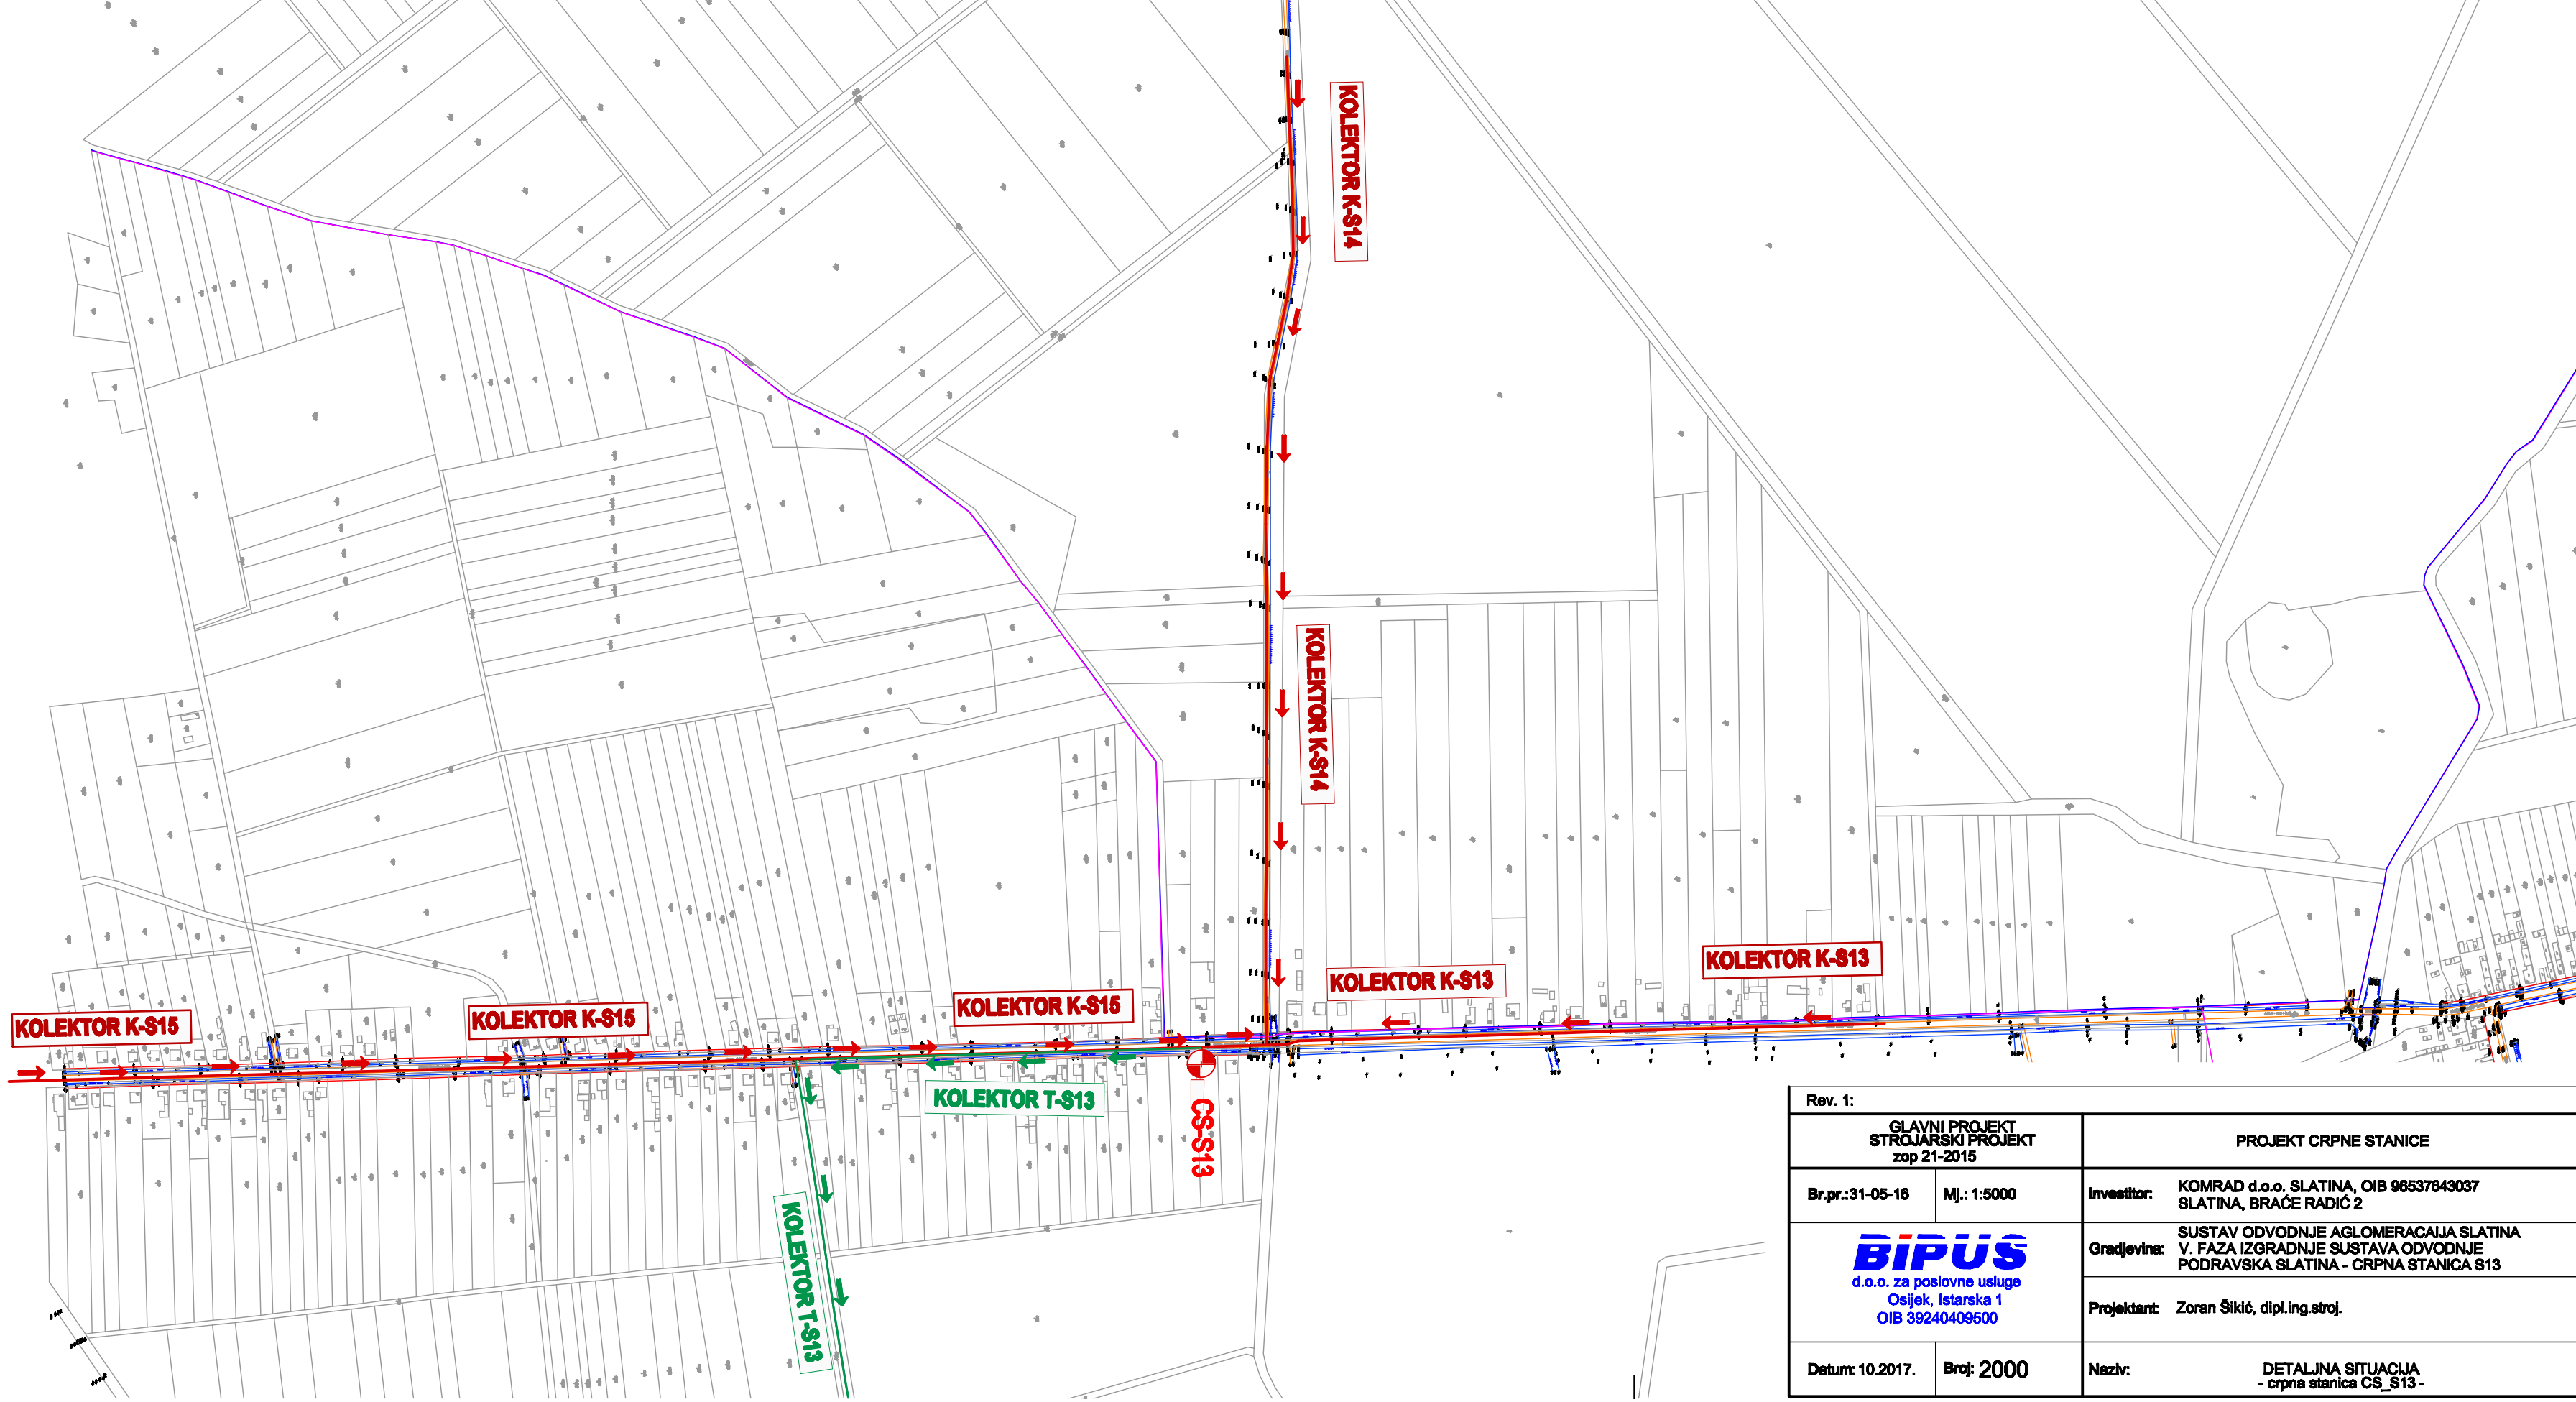 KOLEKTOR K-S14
KOLEKTOR K-S14
KOLEKTOR K-S13
KOLEKTOR K-S13
KOLEKTOR K-S15
KOLEKTOR K-S15
KOLEKTOR K-S15
KOLEKTOR T-S13
CS-S13
KOLEKTOR T-S13
Rev. 1:
GLAVNI PROJEKT
STROJARSKI PROJEKT
zop 21-2015
PROJEKT CRPNE STANICE
Br.pr.:31-05-16
Mj.: 1:5000
Investitor:
KOMRAD d.o.o. SLATINA, OIB 96537643037
SLATINA, BRAĆE RADIĆ 2
BIPUS
d.o.o. za poslovne usluge
Osijek, Istarska 1
OIB 39240409500
Gradjevina:
SUSTAV ODVODNJE AGLOMERACAIJA SLATINA
V. FAZA IZGRADNJE SUSTAVA ODVODNJE
PODRAVSKA SLATINA - CRPNA STANICA S13
Projektant:
Zoran Šikić, dipl.ing.stroj.
Datum: 10.2017.
Broj: 2000
Naziv:
DETALJNA SITUACIJA
- crpna stanica CS_S13 -